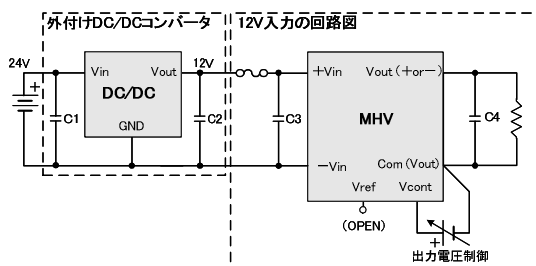 外付けDC/DCコンバータ
12V入力の回路図
24V
12V
+
Vin
Vout
DC/DC
GND
C1
C2
C3
+Vin
Vout(+or−)
MHV
−Vin
Com(Vout)
Vref
Vcont
C4
(OPEN)
+
出力電圧制御